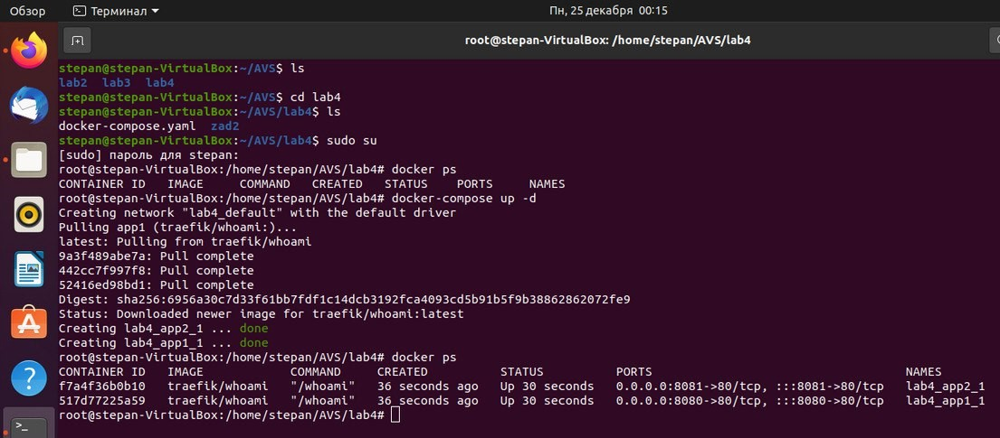 Обзор
Терминал
Пн, 25 декабря 00:15
root@stepan-VirtualBox: /home/stepan/AVS/lab4
stepan@stepan-VirtualBox:~/AVS$ ls
lab2  lab3  lab4
stepan@stepan-VirtualBox:~/AVS$ cd lab4
stepan@stepan-VirtualBox:~/AVS/lab4$ ls
docker-compose.yaml  zad2
stepan@stepan-VirtualBox:~/AVS/lab4$ sudo su
[sudo] пароль для stepan:
root@stepan-VirtualBox:/home/stepan/AVS/lab4# docker ps
CONTAINER ID   IMAGE     COMMAND   CREATED   STATUS    PORTS     NAMES
root@stepan-VirtualBox:/home/stepan/AVS/lab4# docker-compose up -d
Creating network "lab4_default" with the default driver
Pulling app1 (traefik/whoami:)...
latest: Pulling from traefik/whoami
9a3f489abe7a: Pull complete
442cc7f997f8: Pull complete
52416ed98bd1: Pull complete
Digest: sha256:6956a30c7d33f61bb7fdf1c14dcb3192fca4093cd5b91b5f9b38862862072fe9
Status: Downloaded newer image for traefik/whoami:latest
Creating lab4_app2_1 ... done
Creating lab4_app1_1 ... done
root@stepan-VirtualBox:/home/stepan/AVS/lab4# docker ps
CONTAINER ID   IMAGE            COMMAND     CREATED          STATUS          PORTS                                   NAMES
f7a4f36b0b10   traefik/whoami   "/whoami"   36 seconds ago   Up 30 seconds   0.0.0.0:8081->80/tcp, :::8081->80/tcp   lab4_app2_1
517d77225a59   traefik/whoami   "/whoami"   36 seconds ago   Up 30 seconds   0.0.0.0:8080->80/tcp, :::8080->80/tcp   lab4_app1_1
root@stepan-VirtualBox:/home/stepan/AVS/lab4#